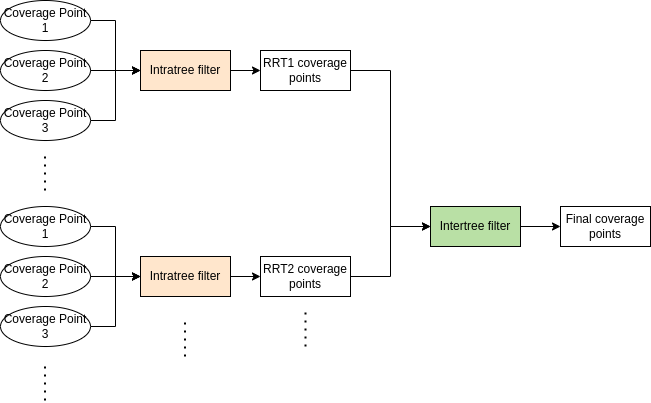 Coverage Point
1
Coverage Point
2
Coverage Point
3
Intratree filter
RRT1 coverage
points
Coverage Point
1
Coverage Point
2
Coverage Point
3
Intratree filter
RRT2 coverage
points
Intertree filter
Final coverage
points